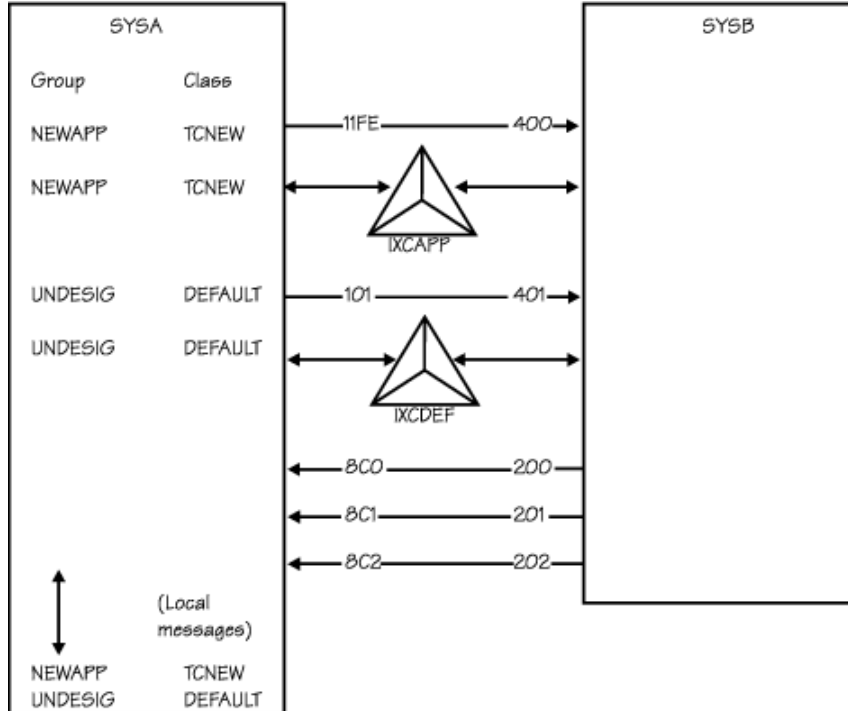 SYSA
SYSB
Group Class
NEWAPP TCNEW
11FE 400
NEWAPP TCNEW
IXCAPP
UNDESIG DEFAULT
101 401
UNDESIG DEFAULT
IXCDEF
8C0 200
8C1 201
8C2 202
(Local
messages)
NEWAPP TCNEW
UNDESIG DEFAULT